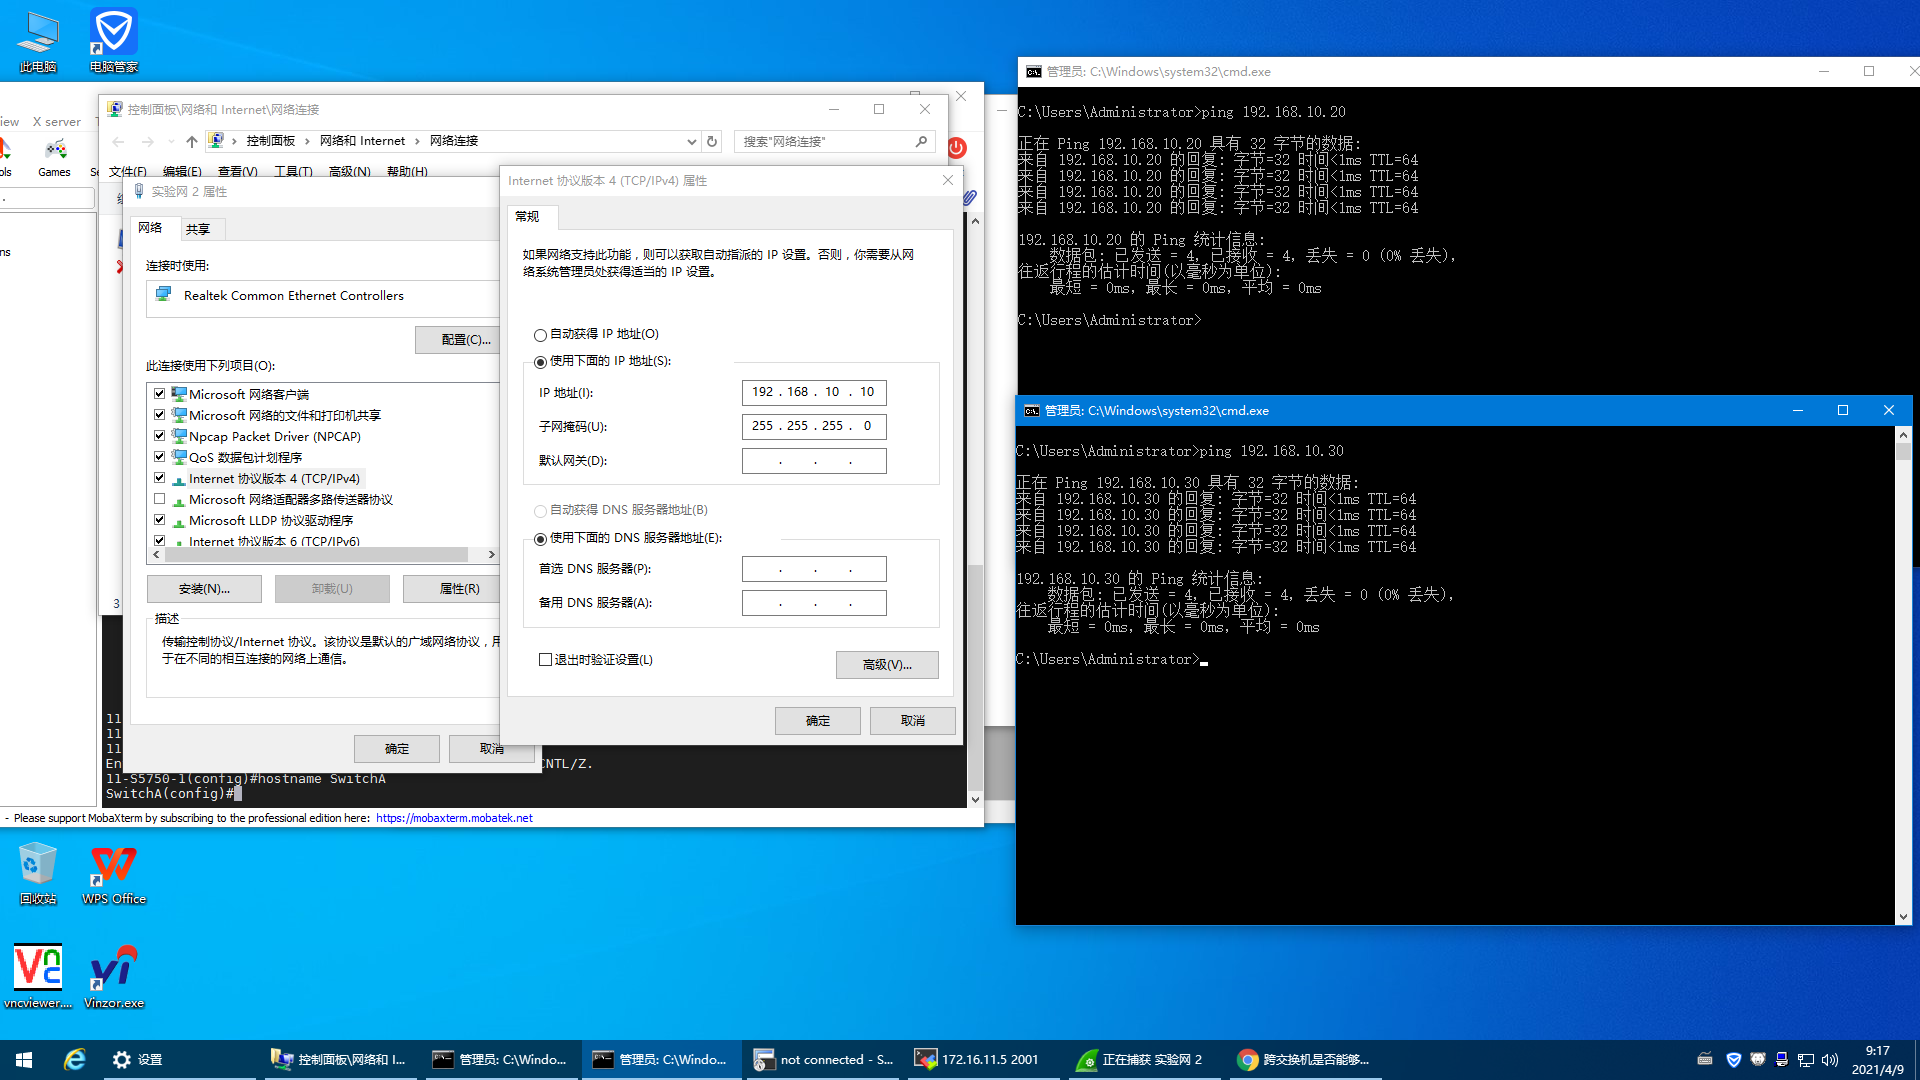 此电脑
电脑管家
view
X server
ols
Games
Se
ns
控制面板\网络和 Internet\网络连接
控制面板 › 网络和 Internet › 网络连接
搜索"网络连接"
文件(F) 编辑(E) 查看(V) 工具(T) 高级(N) 帮助(H)
实验网 2 属性
网络
共享
连接时使用:
Realtek Common Ethernet Controllers
配置(C)...
此连接使用下列项目(O):
Microsoft 网络客户端
Microsoft 网络的文件和打印机共享
Npcap Packet Driver (NPCAP)
QoS 数据包计划程序
Internet 协议版本 4 (TCP/IPv4)
Microsoft 网络适配器多路传送器协议
Microsoft LLDP 协议驱动程序
Internet 协议版本 6 (TCP/IPv6)
安装(N)...
卸载(U)
属性(R)
3
描述
传输控制协议/Internet 协议。该协议是默认的广域网络协议，用
于在不同的相互连接的网络上通信。
确定
取消
Internet 协议版本 4 (TCP/IPv4) 属性
常规
如果网络支持此功能，则可以获取自动指派的 IP 设置。否则，你需要从网
络系统管理员处获得适当的 IP 设置。
自动获得 IP 地址(O)
使用下面的 IP 地址(S):
IP 地址(I): 192 . 168 . 10 . 10
子网掩码(U): 255 . 255 . 255 . 0
默认网关(D): . . .
自动获得 DNS 服务器地址(B)
使用下面的 DNS 服务器地址(E):
首选 DNS 服务器(P): . . .
备用 DNS 服务器(A): . . .
退出时验证设置(L)
高级(V)...
确定
取消
11
11
11
En
CNTL/Z.
11-S5750-1(config)#hostname SwitchA
SwitchA(config)#
- Please support MobaXterm by subscribing to the professional edition here: https://mobaxterm.mobatek.net
管理员: C:\Windows\system32\cmd.exe
C:\Users\Administrator>ping 192.168.10.20
正在 Ping 192.168.10.20 具有 32 字节的数据:
来自 192.168.10.20 的回复: 字节=32 时间<1ms TTL=64
来自 192.168.10.20 的回复: 字节=32 时间<1ms TTL=64
来自 192.168.10.20 的回复: 字节=32 时间<1ms TTL=64
来自 192.168.10.20 的回复: 字节=32 时间<1ms TTL=64
192.168.10.20 的 Ping 统计信息:
数据包: 已发送 = 4，已接收 = 4，丢失 = 0 (0% 丢失)，
往返行程的估计时间(以毫秒为单位):
最短 = 0ms，最长 = 0ms，平均 = 0ms
C:\Users\Administrator>
管理员: C:\Windows\system32\cmd.exe
C:\Users\Administrator>ping 192.168.10.30
正在 Ping 192.168.10.30 具有 32 字节的数据:
来自 192.168.10.30 的回复: 字节=32 时间<1ms TTL=64
来自 192.168.10.30 的回复: 字节=32 时间<1ms TTL=64
来自 192.168.10.30 的回复: 字节=32 时间<1ms TTL=64
来自 192.168.10.30 的回复: 字节=32 时间<1ms TTL=64
192.168.10.30 的 Ping 统计信息:
数据包: 已发送 = 4，已接收 = 4，丢失 = 0 (0% 丢失)，
往返行程的估计时间(以毫秒为单位):
最短 = 0ms，最长 = 0ms，平均 = 0ms
C:\Users\Administrator>
回收站
WPS Office
vncviewer....
Vinzor.exe
设置
控制面板\网络和 I...
管理员: C:\Windo...
管理员: C:\Windo...
not connected - S...
172.16.11.5 2001
正在捕获 实验网 2
跨交换机是否能够...
9:17
2021/4/9